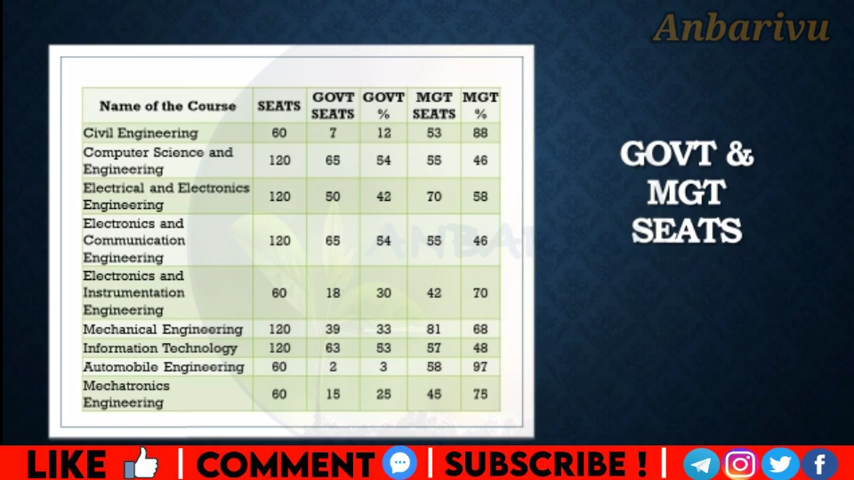 Anbarivu
Name of the Course SEATS GOVT SEATS GOVT % MGT SEATS MGT %
Civil Engineering 60 7 12 53 88
Computer Science and Engineering 120 65 54 55 46
Electrical and Electronics Engineering 120 50 42 70 58
Electronics and Communication Engineering 120 65 54 55 46
Electronics and Instrumentation Engineering 60 18 30 42 70
Mechanical Engineering 120 39 33 81 68
Information Technology 120 63 53 57 48
Automobile Engineering 60 2 3 58 97
Mechatronics Engineering 60 15 25 45 75
GOVT &
MGT
SEATS
LIKE | COMMENT | SUBSCRIBE ! |